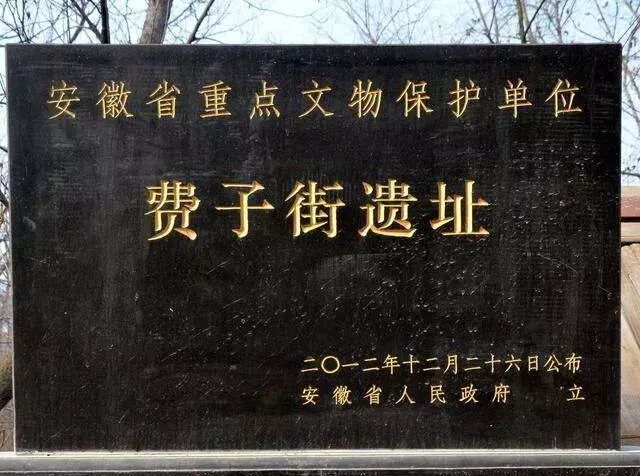 安徽省重点文物保护单位
费子街遗址
二〇一二年十二月二十六日公布
安徽省人民政府 立